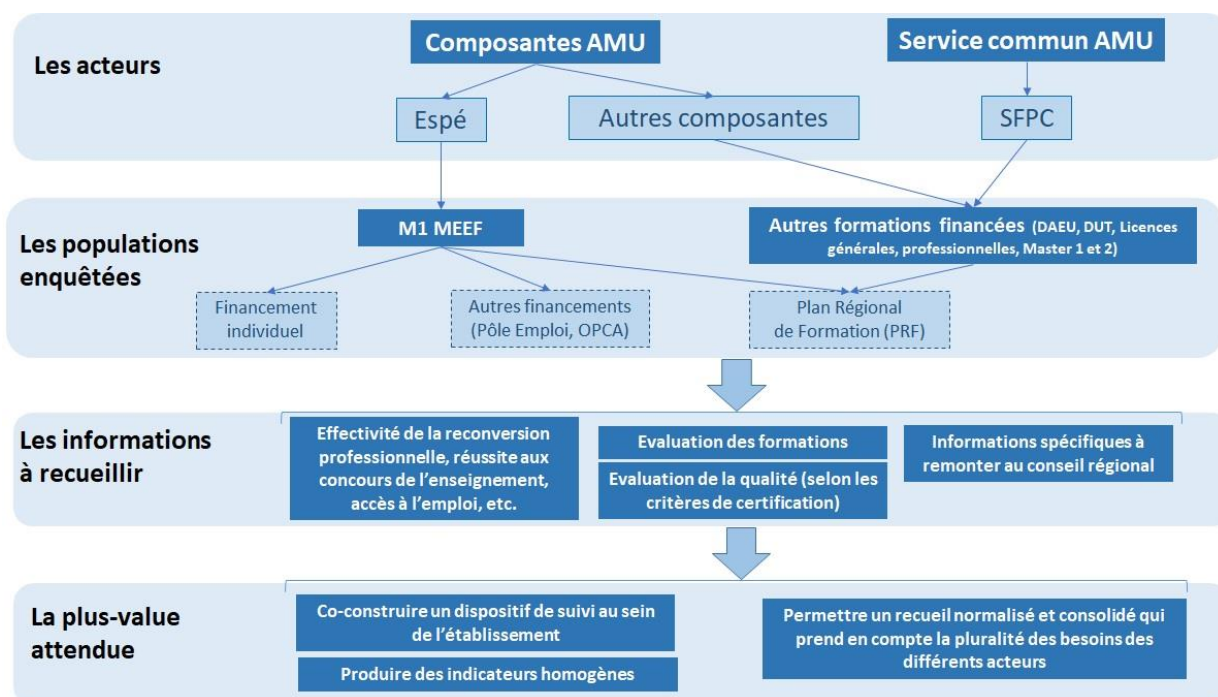 Composantes AMU
Service commun AMU
Les acteurs
Espé
Autres composantes
SFPC
Les populations
enquêtées
M1 MEEF
Autres formations financées (DAEU, DUT, Licences
générales, professionnelles, Master 1 et 2)
Financement
individuel
Autres financements
(Pôle Emploi, OPCA)
Plan Régional
de Formation (PRF)
Les informations
à recueillir
Effectivité de la reconversion
professionnelle, réussite aux
concours de l'enseignement,
accès à l'emploi, etc.
Evaluation des formations
Evaluation de la qualité (selon les
critères de certification)
Informations spécifiques à
remonter au conseil régional
La plus-value
attendue
Co-construire un dispositif de suivi au sein
de l'établissement
Produire des indicateurs homogènes
Permettre un recueil normalisé et consolidé qui
prend en compte la pluralité des besoins des
différents acteurs